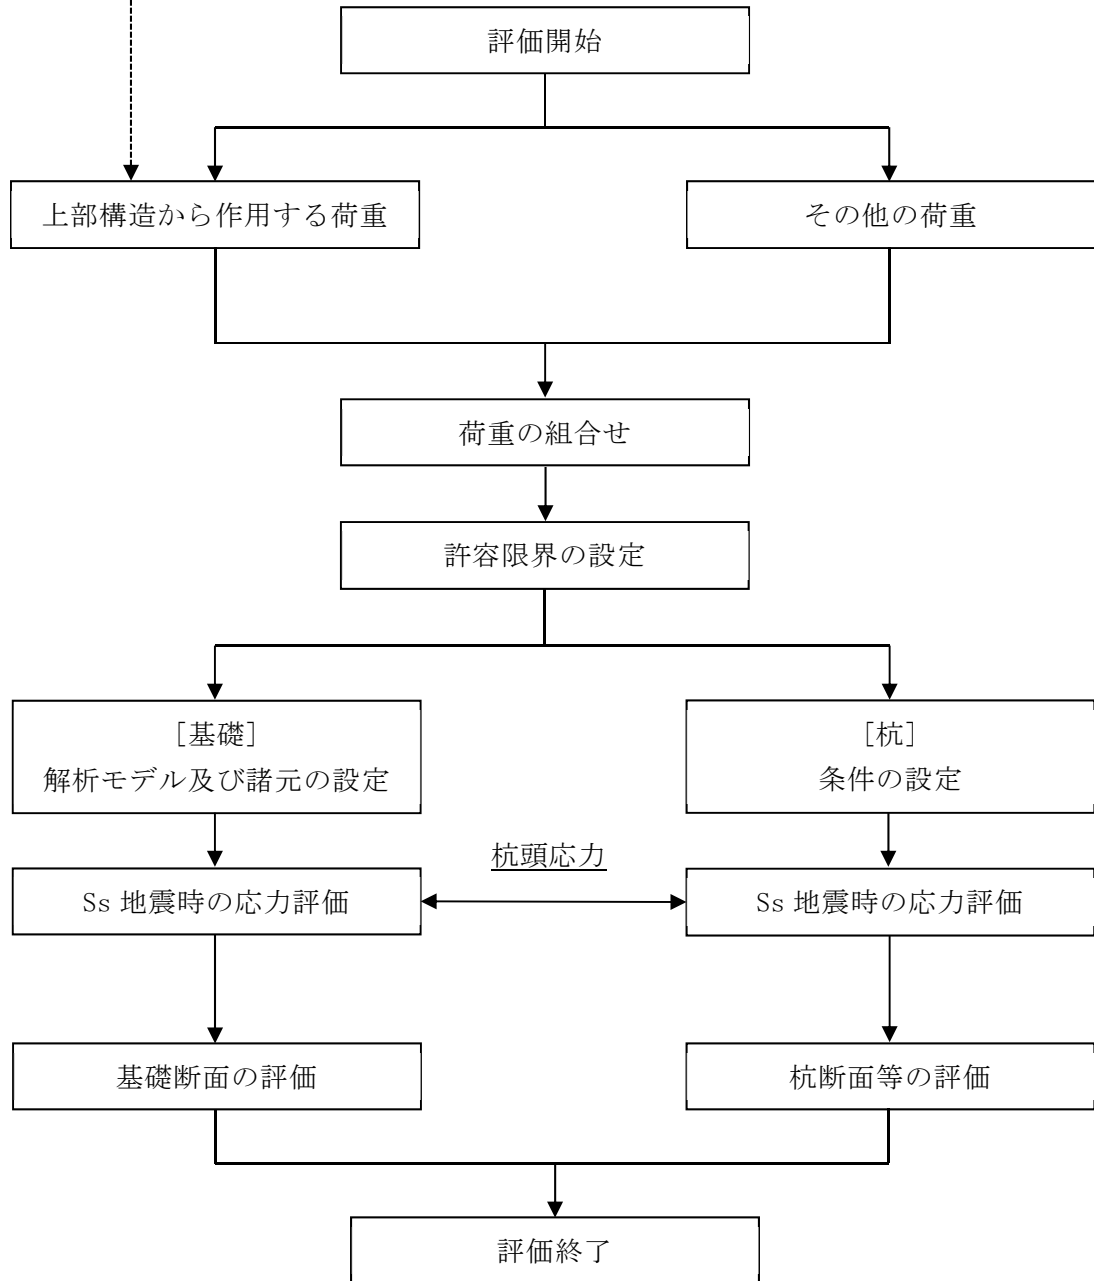 評価開始
上部構造から作用する荷重
その他の荷重
荷重の組合せ
許容限界の設定
[基礎]
解析モデル及び諸元の設定
[杭]
条件の設定
杭頭応力
Ss 地震時の応力評価
Ss 地震時の応力評価
基礎断面の評価
杭断面等の評価
評価終了